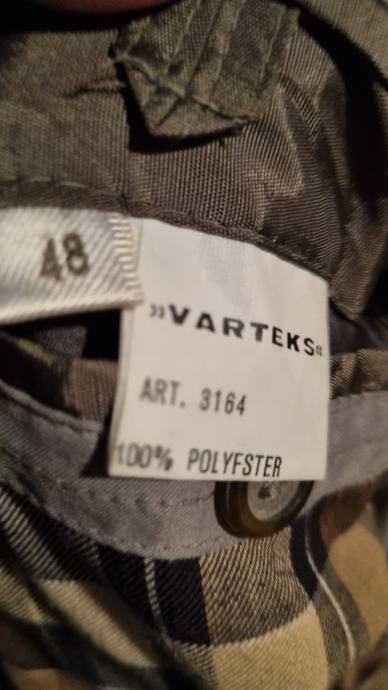 48
»VARTEKS«
ART. 3164
100% POLYFSTER